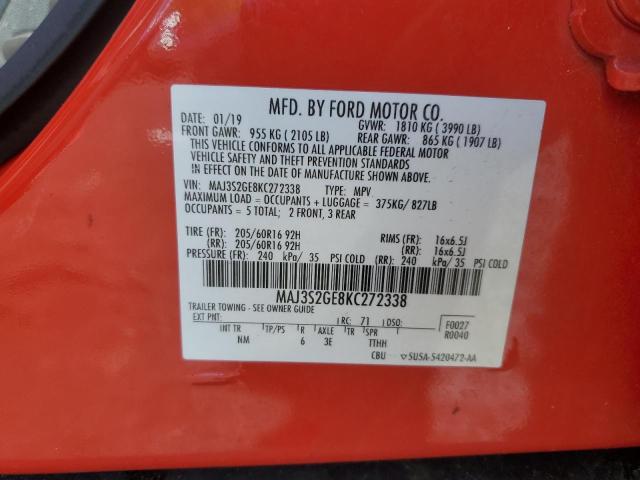 MFD. BY FORD MOTOR CO.
DATE: 01/19 GVWR: 1810 KG ( 3990 LB)
FRONT GAWR: 955 KG ( 2105 LB) REAR GAWR: 865 KG ( 1907 LB)
THIS VEHICLE CONFORMS TO ALL APPLICABLE FEDERAL MOTOR
VEHICLE SAFETY AND THEFT PREVENTION STANDARDS
IN EFFECT ON THE DATE OF MANUFACTURE SHOWN ABOVE.
VIN: MAJ3S2GE8KC272338 TYPE: MPV
MAXIMUM LOAD = OCCUPANTS + LUGGAGE = 375KG/ 827LB
OCCUPANTS = 5 TOTAL; 2 FRONT, 3 REAR
TIRE (FR): 205/60R16 92H RIMS (FR): 16x6.5J
(RR): 205/60R16 92H (RR): 16x6.5J
PRESSURE (FR): 240 kPa/ 35 PSI COLD (RR): 240 kPa/ 35 PSI COLD
MAJ3S2GE8KC272338
TRAILER TOWING - SEE OWNER GUIDE
EXT PNT: RC: 71 DSO: F0027
R0040
INT TR TP/PS R AXLE TR SPR
NM 6 3E TTHH
CBU SUSA-S420472-AA